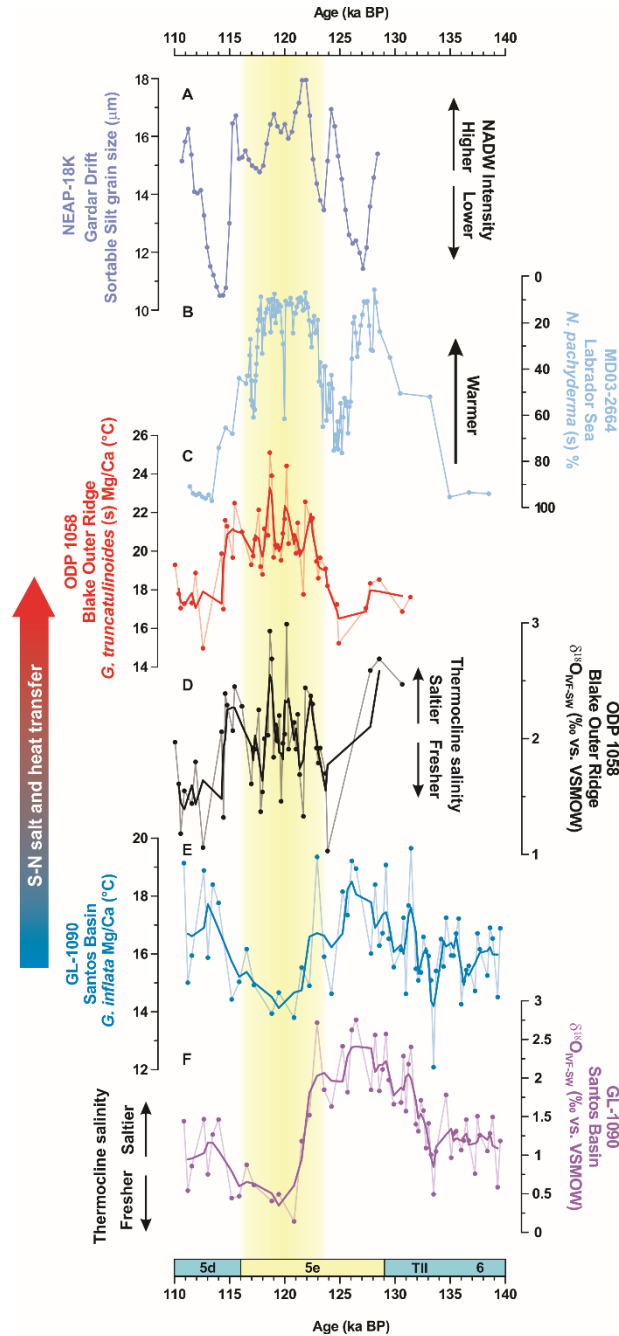 Age (ka BP)
110 115 120 125 130 135 140
A
18
16
14
12
10
NEAP-18K
Gardar Drift
Sortable Silt grain size (μm)
NADW Intensity
Higher
Lower
B
0
20
40
60
80
100
MD03-2664
Labrador Sea
N. pachyderma (s) %
Warmer
C
26
24
22
20
18
16
14
ODP 1058
Blake Outer Ridge
G. truncatulinoides (s) Mg/Ca (°C)
D
3
2
1
ODP 1058
Blake Outer Ridge
δ18OIVF-SW (‰ vs. VSMOW)
Thermocline salinity
Saltier
Fresher
S-N salt and heat transfer
E
20
18
16
14
12
GL-1090
Santos Basin
G. inflata Mg/Ca (°C)
F
3
2.5
2
1.5
1
0.5
0
GL-1090
Santos Basin
δ18OIVF-SW (‰ vs. VSMOW)
Thermocline salinity
Saltier
Fresher
5d 5e TII 6
110 115 120 125 130 135 140
Age (ka BP)